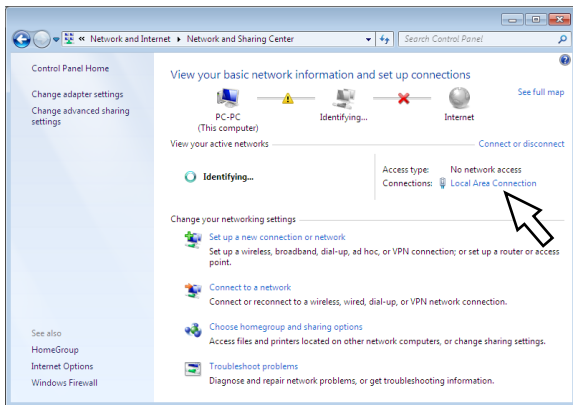 « Network and Internet ▸ Network and Sharing Center
Search Control Panel
Control Panel Home
Change adapter settings
Change advanced sharing
settings
View your basic network information and set up connections
See full map
PC-PC
(This computer)
Identifying...
Internet
View your active networks
Connect or disconnect
Identifying...
Access type: No network access
Connections: Local Area Connection
Change your networking settings
Set up a new connection or network
Set up a wireless, broadband, dial-up, ad hoc, or VPN connection; or set up a router or access
point.
Connect to a network
Connect or reconnect to a wireless, wired, dial-up, or VPN network connection.
Choose homegroup and sharing options
Access files and printers located on other network computers, or change sharing settings.
Troubleshoot problems
Diagnose and repair network problems, or get troubleshooting information.
See also
HomeGroup
Internet Options
Windows Firewall